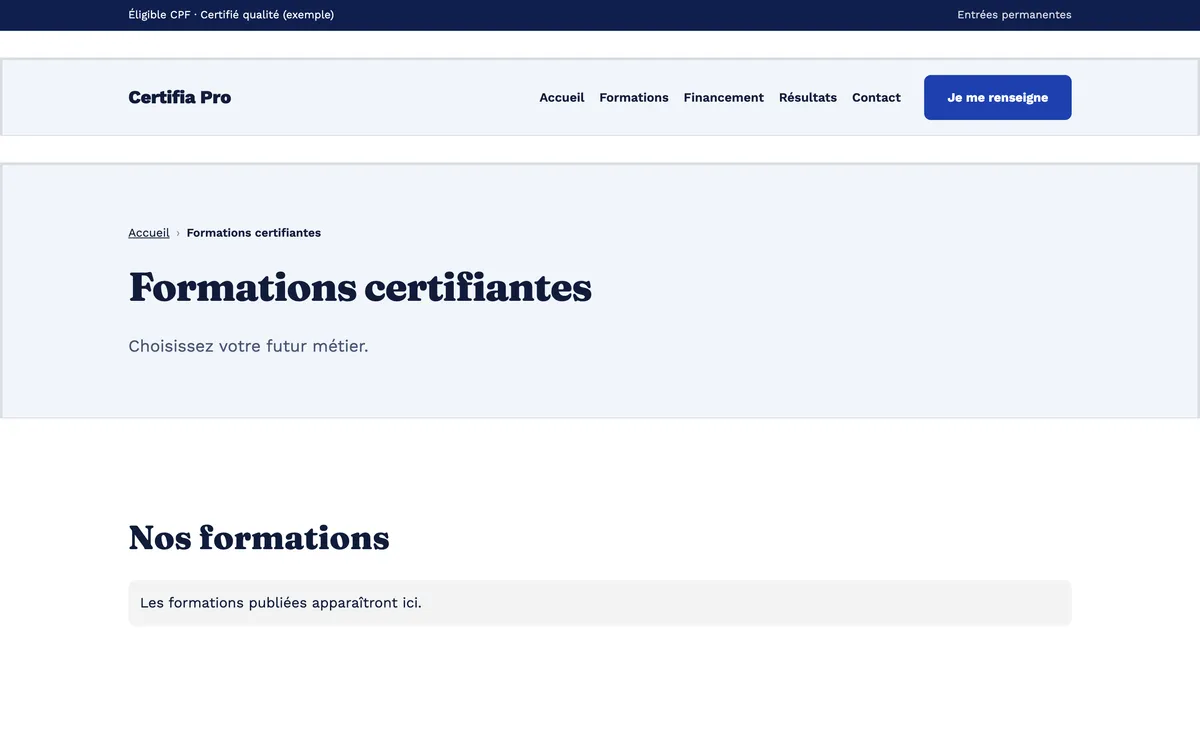 Éligible CPF · Certifié qualité (exemple)
Entrées permanentes
Certifia Pro
Accueil Formations Financement Résultats Contact Je me renseigne
Accueil › Formations certifiantes
Formations certifiantes
Choisissez votre futur métier.
Nos formations
Les formations publiées apparaîtront ici.